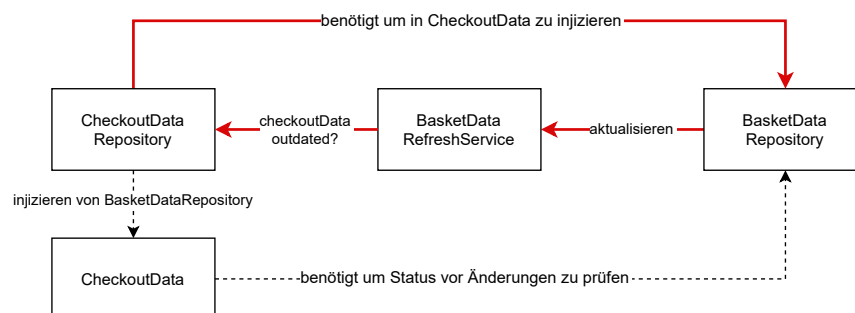 benötigt um in CheckoutData zu injizieren
CheckoutData
Repository
checkoutData
outdated?
BasketData
RefreshService
aktualisieren
BasketData
Repository
injizieren von BasketDataRepository
CheckoutData
benötigt um Status vor Änderungen zu prüfen